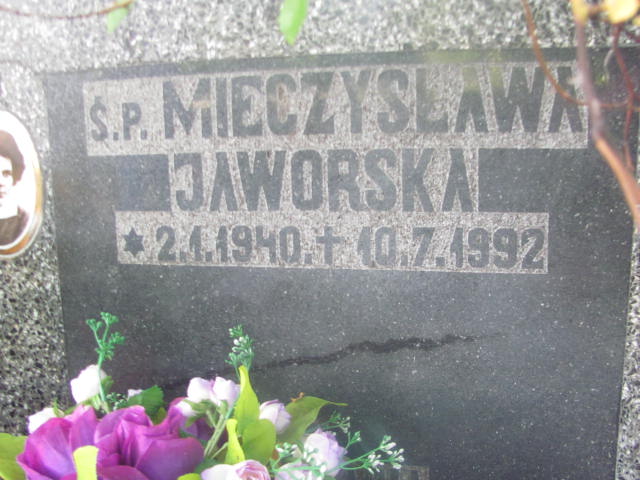 Ś.P. MIECZYSŁAWA
JAWORSKA
* 2.1.1940. † 10.7.1992